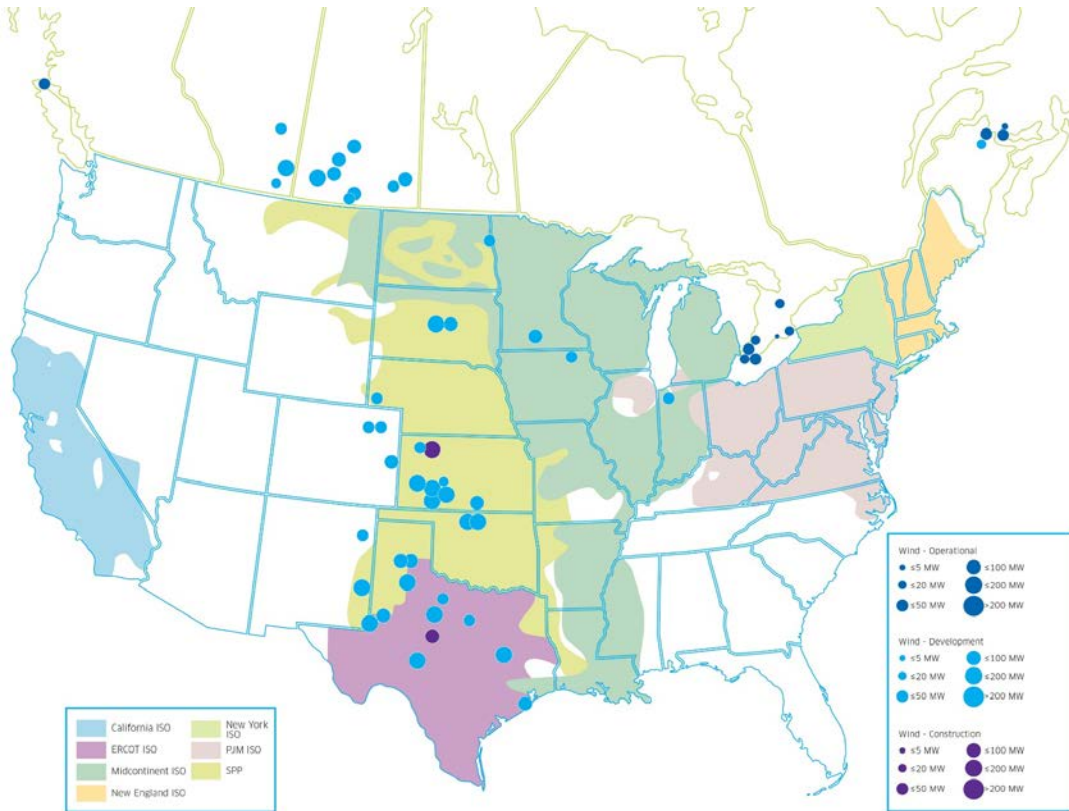 California ISO
ERCOT ISO
Midcontinent ISO
New England ISO
New York
ISO
PJM ISO
SPP
Wind - Operational
≤5 MW
≤20 MW
≤50 MW
≤100 MW
≤200 MW
>200 MW
Wind - Development
≤5 MW
≤20 MW
≤50 MW
≤100 MW
≤200 MW
>200 MW
Wind - Construction
≤5 MW
≤20 MW
≤50 MW
≤100 MW
≤200 MW
>200 MW